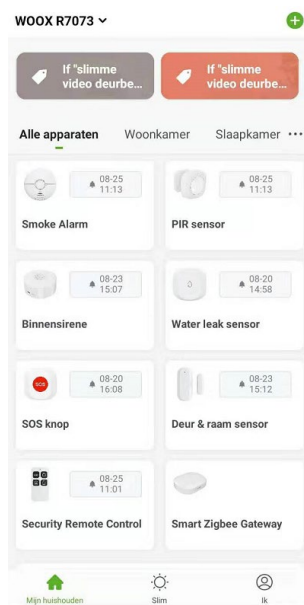 WOOX R7073
If "slimme
video deurbe...
If "slimme
video deurbe...
Alle apparaten Woonkamer Slaapkamer ...
08-25
11:13
Smoke Alarm
08-25
11:13
PIR sensor
08-23
15:07
Binnensirene
08-20
14:58
Water leak sensor
SOS
08-20
16:08
SOS knop
08-23
15:12
Deur & raam sensor
08-25
11:01
Security Remote Control
Smart Zigbee Gateway
Mijn huishouden Slim Ik